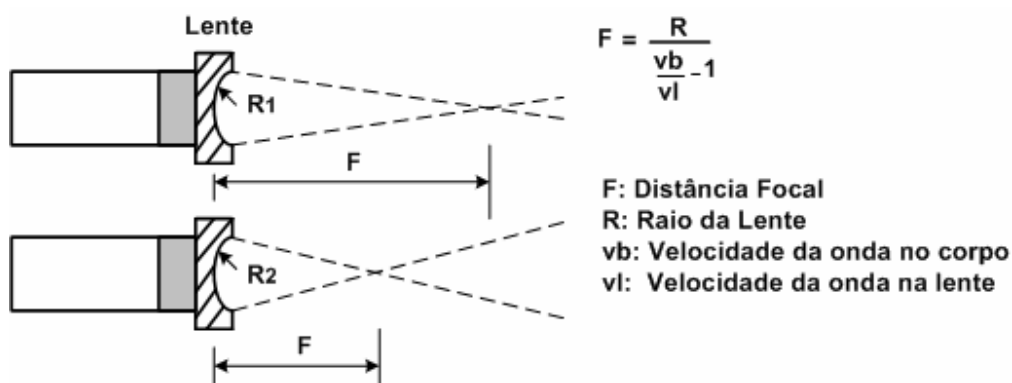 Lente
R1
F
R2
F
F = R
vb
vl
-1
F: Distância Focal
R: Raio da Lente
vb: Velocidade da onda no corpo
vl: Velocidade da onda na lente